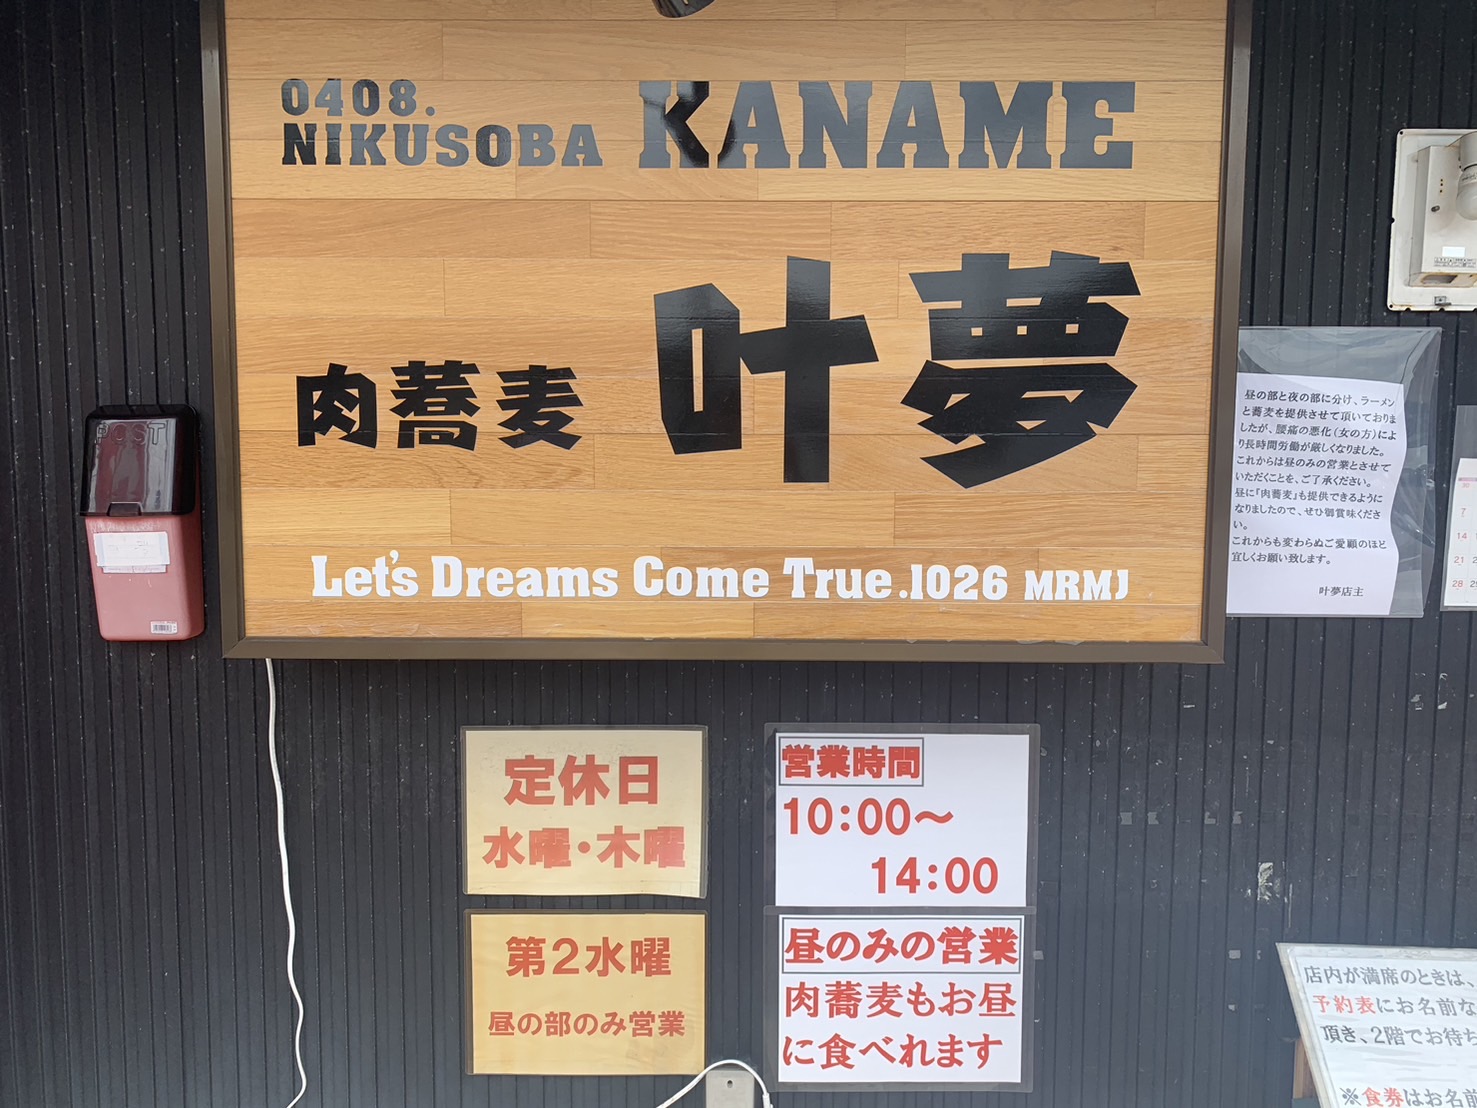 0408.
NIKUSOBA KANAME
肉蕎麦 叶夢
Let's Dreams Come True.1026 MRMJ
POST
昼の部と夜の部に分け、ラーメン
と蕎麦を提供させて頂いておりま
したが、腰痛の悪化(女の方)によ
り長時間労働が厳しくなりました。
これからは昼のみの営業とさせて
いただくことを、ご了承ください。
昼に『肉蕎麦』も提供できるように
なりましたので、ぜひ御賞味くださ
い。
これからも変わらぬご愛顧のほど
宜しくお願い致します。
叶夢店主
30
7
14
21
28
定休日
水曜・木曜
第2水曜
昼の部のみ営業
営業時間
10:00～
14:00
昼のみの営業
肉蕎麦もお昼
に食べれます
店内が満席のときは、
予約表にお名前な
頂き、2階でお待ち
※食券はお名前